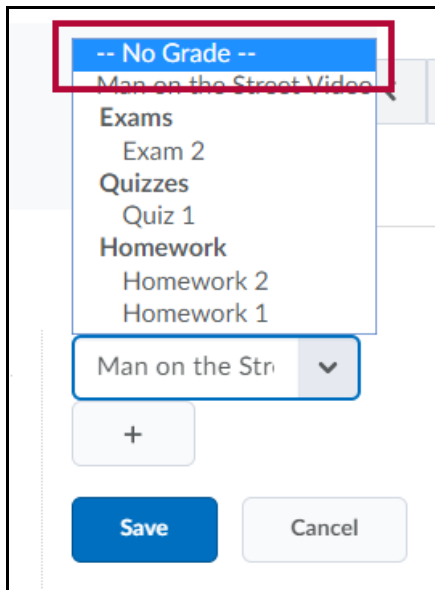 -- No Grade --
Man on the Street Video
Exams
Exam 2
Quizzes
Quiz 1
Homework
Homework 2
Homework 1
Man on the Str
+
Save
Cancel